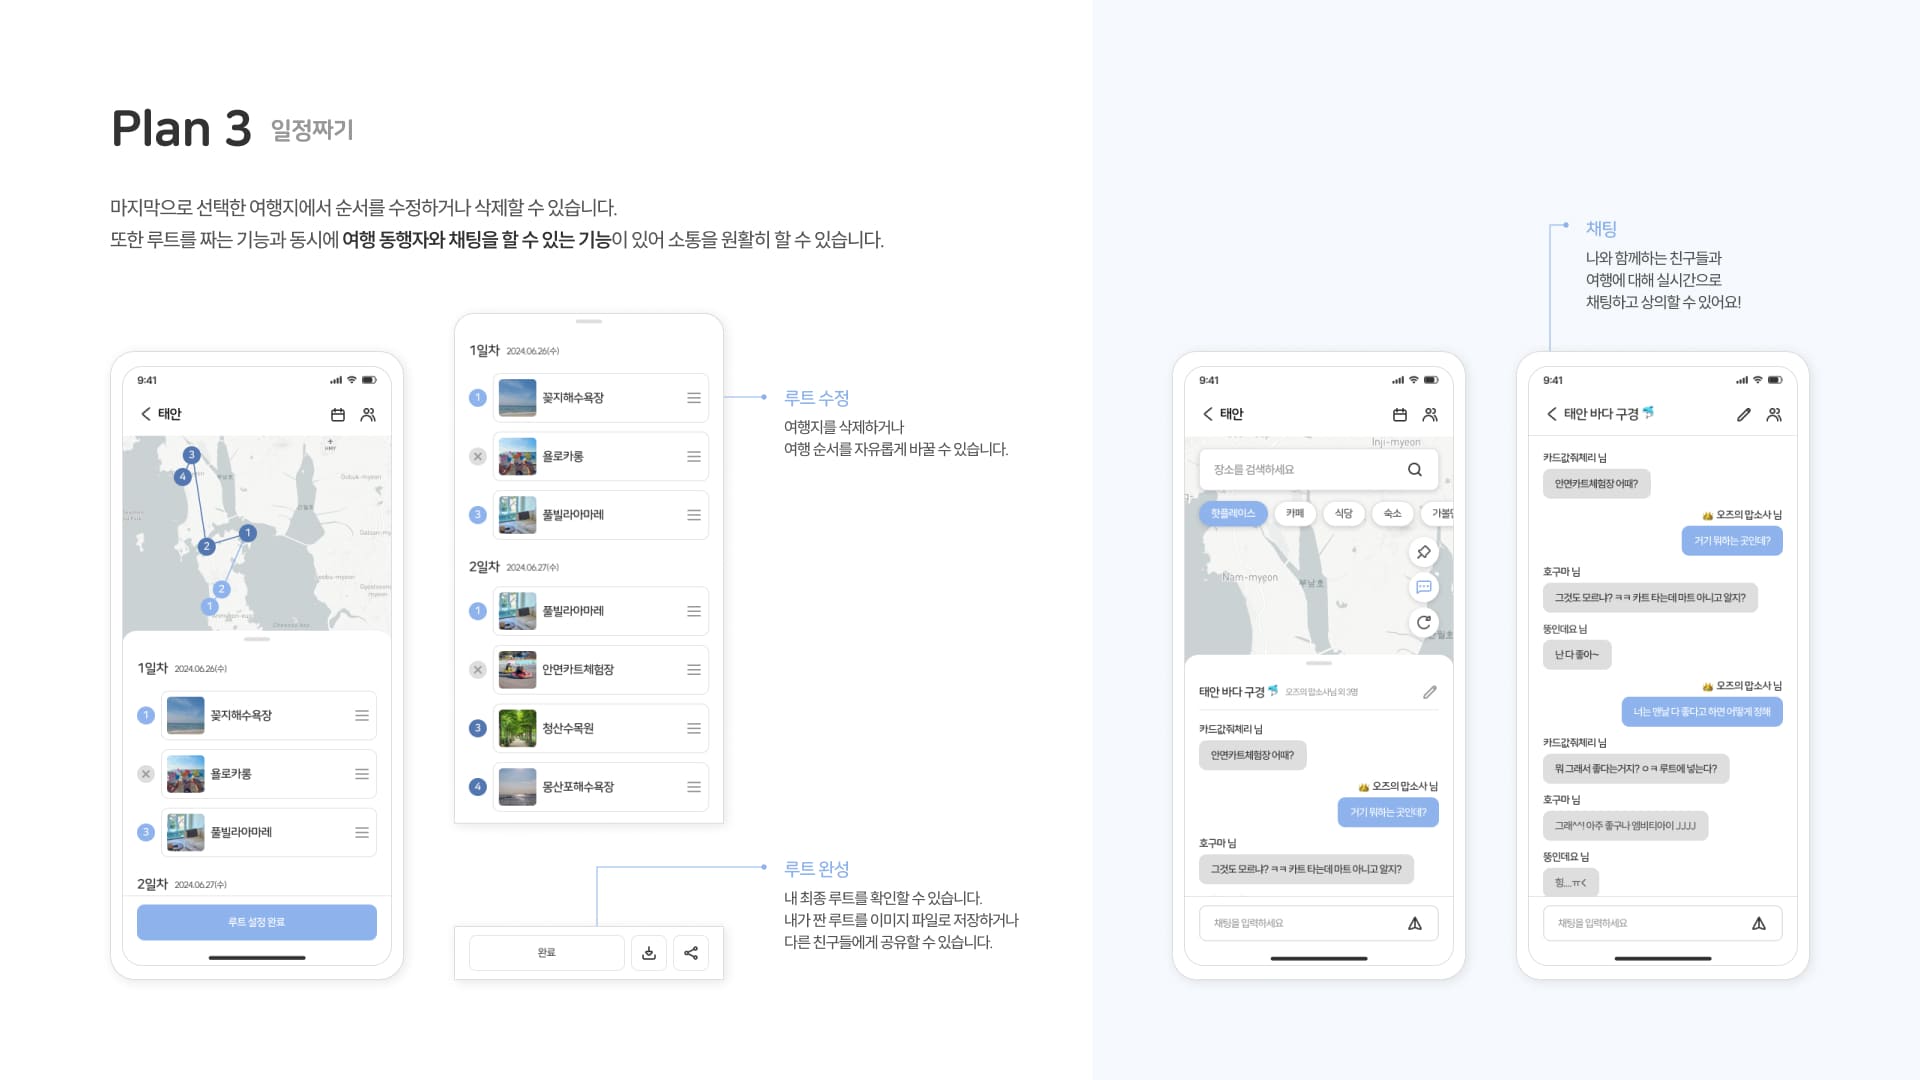 Plan 3 일정짜기
마지막으로 선택한 여행지에서 순서를 수정하거나 삭제할 수 있습니다.
또한 루트를 짜는 기능과 동시에 여행 동행자와 채팅을 할 수 있는 기능이 있어 소통을 원활히 할 수 있습니다.
9:41
태안
3
4
1
2
2
1
1일차 2024.06.26(수)
1 꽂지해수욕장
욜로카롱
3 풀빌라아마레
2일차 2024.06.27(수)
루트 설정 완료
1일차 2024.06.26(수)
1 꽂지해수욕장
욜로카롱
3 풀빌라아마레
2일차 2024.06.27(수)
1 풀빌라아마레
안면카트체험장
3 청산수목원
4 몽산포해수욕장
완료
루트 수정
여행지를 삭제하거나
여행 순서를 자유롭게 바꿀 수 있습니다.
루트 완성
내 최종 루트를 확인할 수 있습니다.
내가 짠 루트를 이미지 파일로 저장하거나
다른 친구들에게 공유할 수 있습니다.
9:41
태안
Inji-myeon
장소를 검색하세요
핫플레이스 카페 식당 숙소
Nam-myeon 부남호
태안 바다 구경 오즈의맙소사님 외 3명
카드값줘체리 님
안면카트체험장 어때?
오즈의 맙소사 님
거기 뭐하는 곳인데?
호구마 님
그것도 모르냐? ㅋㅋ 카트 타는데 마트 아니고 알지?
채팅을 입력하세요
채팅
나와 함께하는 친구들과
여행에 대해 실시간으로
채팅하고 상의할 수 있어요!
9:41
태안 바다 구경
카드값줘체리 님
안면카트체험장 어때?
오즈의 맙소사 님
거기 뭐하는 곳인데?
호구마 님
그것도 모르냐? ㅋㅋ 카트 타는데 마트 아니고 알지?
뚱인데요 님
난 다 좋아~
오즈의 맙소사 님
너는 맨날 다 좋다고 하면 어떻게 정해
카드값줘체리 님
뭐 그래서 좋다는거지? ㅇㅋ 루트에 넣는다?
호구마 님
그래^^! 아주 좋구나 엠비티아이 JJJJ
뚱인데요 님
힝....ㅠㅊ
채팅을 입력하세요